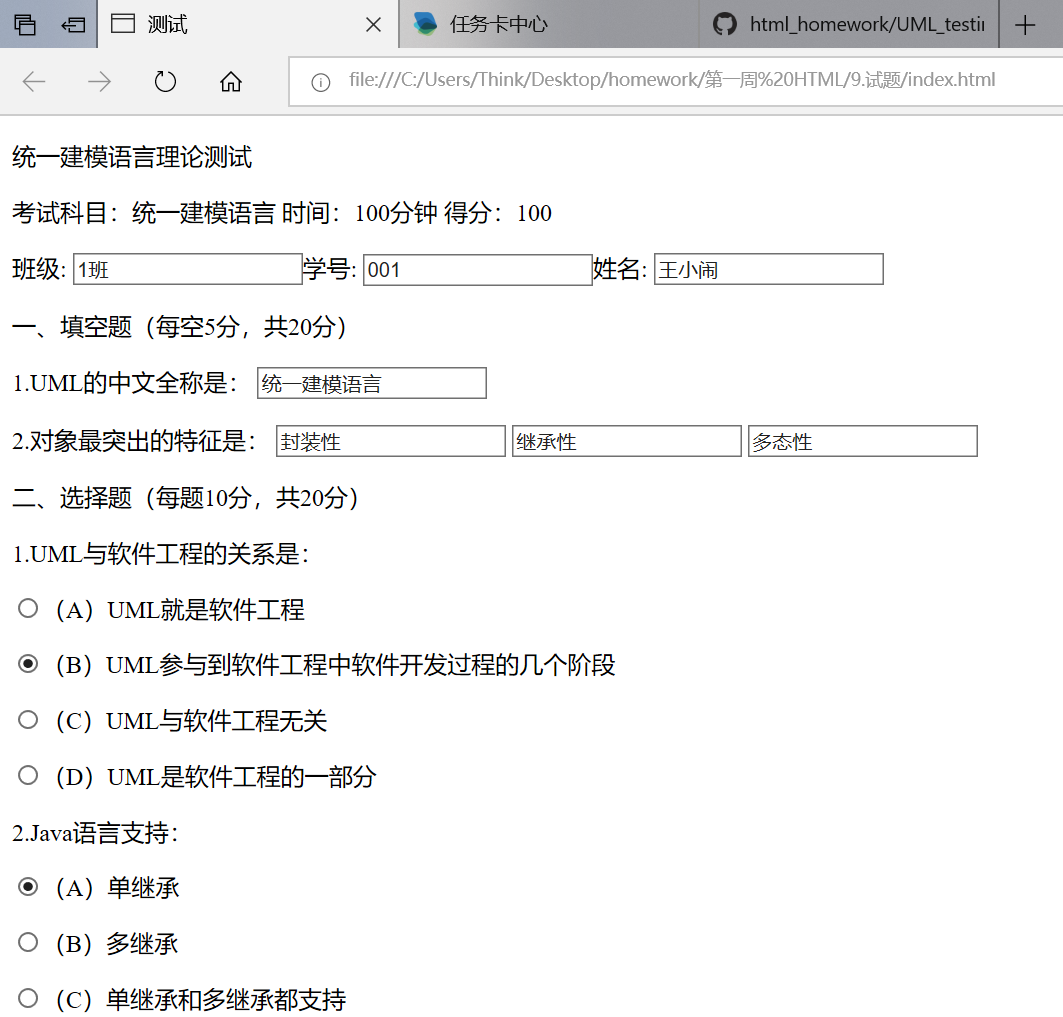 测试
任务卡中心
html_homework/UML_testin
file:///C:/Users/Think/Desktop/homework/第一周%20HTML/9.试题/index.html
统一建模语言理论测试
考试科目：统一建模语言 时间：100分钟 得分：100
班级: 1班 学号: 001 姓名: 王小闹
一、填空题（每空5分，共20分）
1.UML的中文全称是： 统一建模语言
2.对象最突出的特征是： 封装性 继承性 多态性
二、选择题（每题10分，共20分）
1.UML与软件工程的关系是：
（A）UML就是软件工程
（B）UML参与到软件工程中软件开发过程的几个阶段
（C）UML与软件工程无关
（D）UML是软件工程的一部分
2.Java语言支持：
（A）单继承
（B）多继承
（C）单继承和多继承都支持